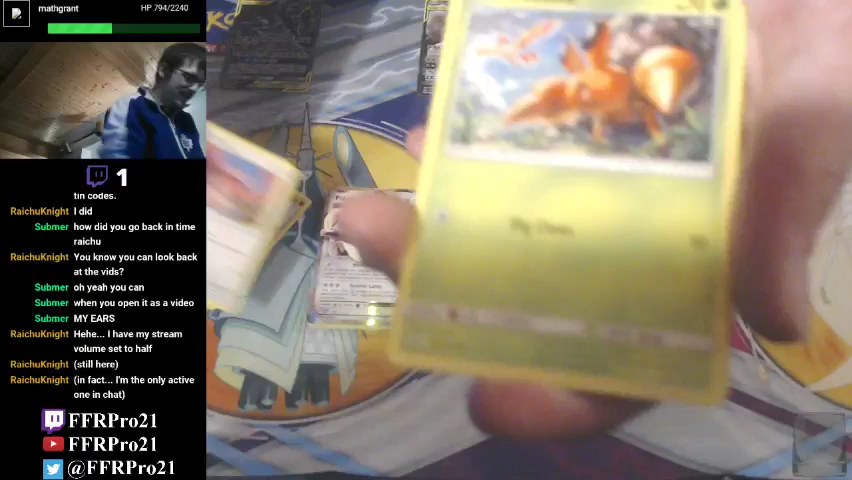 mathgrant
HP 794/2240
1
tin codes.
RaichuKnight I did
Submer how did you go back in time
raichu
RaichuKnight You know you can look back
at the vids?
Submer oh yeah you can
Submer when you open it as a video
Submer MY EARS
RaichuKnight Hehe... I have my stream
volume set to half
RaichuKnight (still here)
RaichuKnight (in fact... I'm the only active
one in chat)
FFRPro21
FFRPro21
@FFRPro21